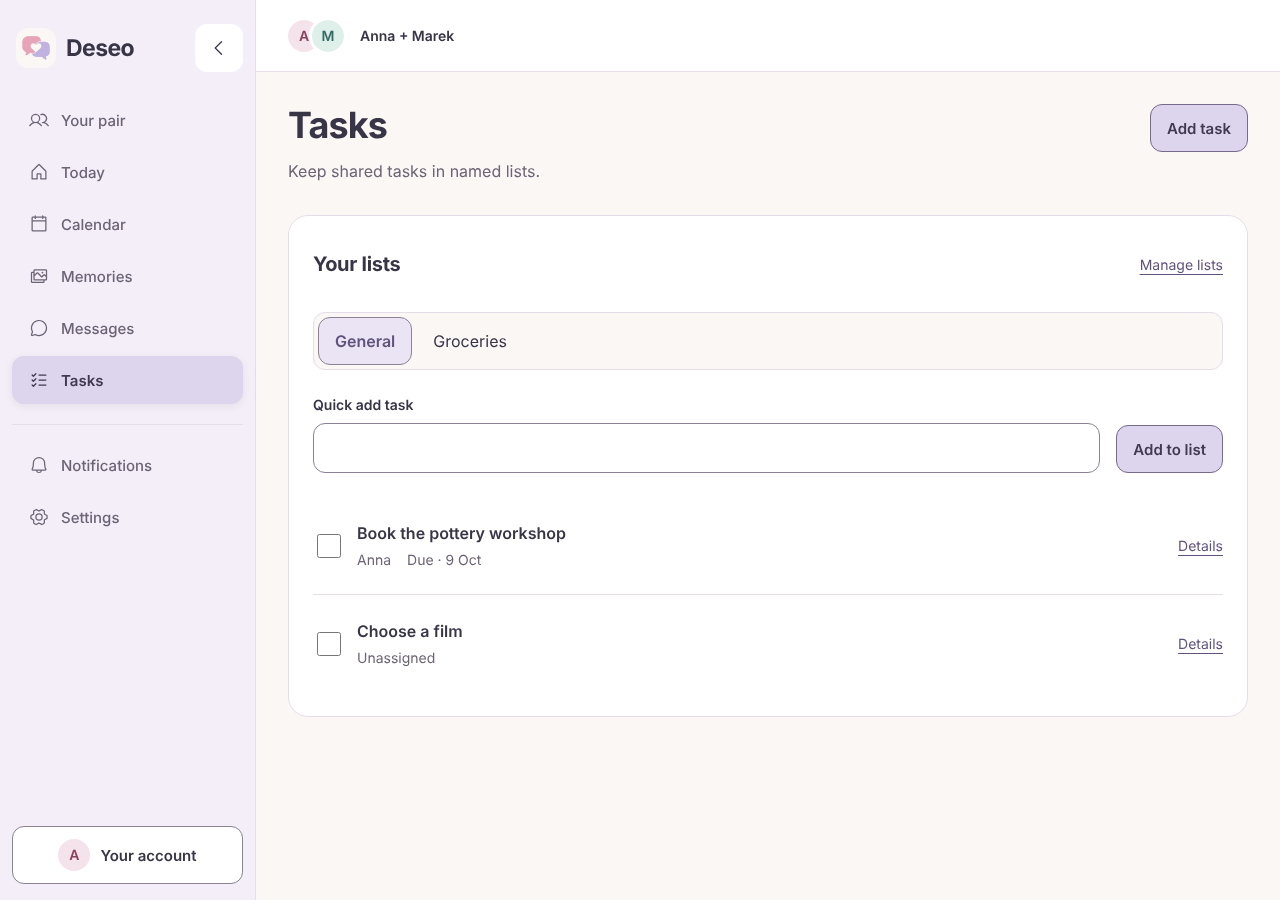 Deseo
Your pair
Today
Calendar
Memories
Messages
Tasks
Notifications
Settings
A Your account
A M Anna + Marek
Tasks
Add task
Keep shared tasks in named lists.
Your lists
Manage lists
General Groceries
Quick add task
Add to list
Book the pottery workshop
Anna Due · 9 Oct
Details
Choose a film
Unassigned
Details